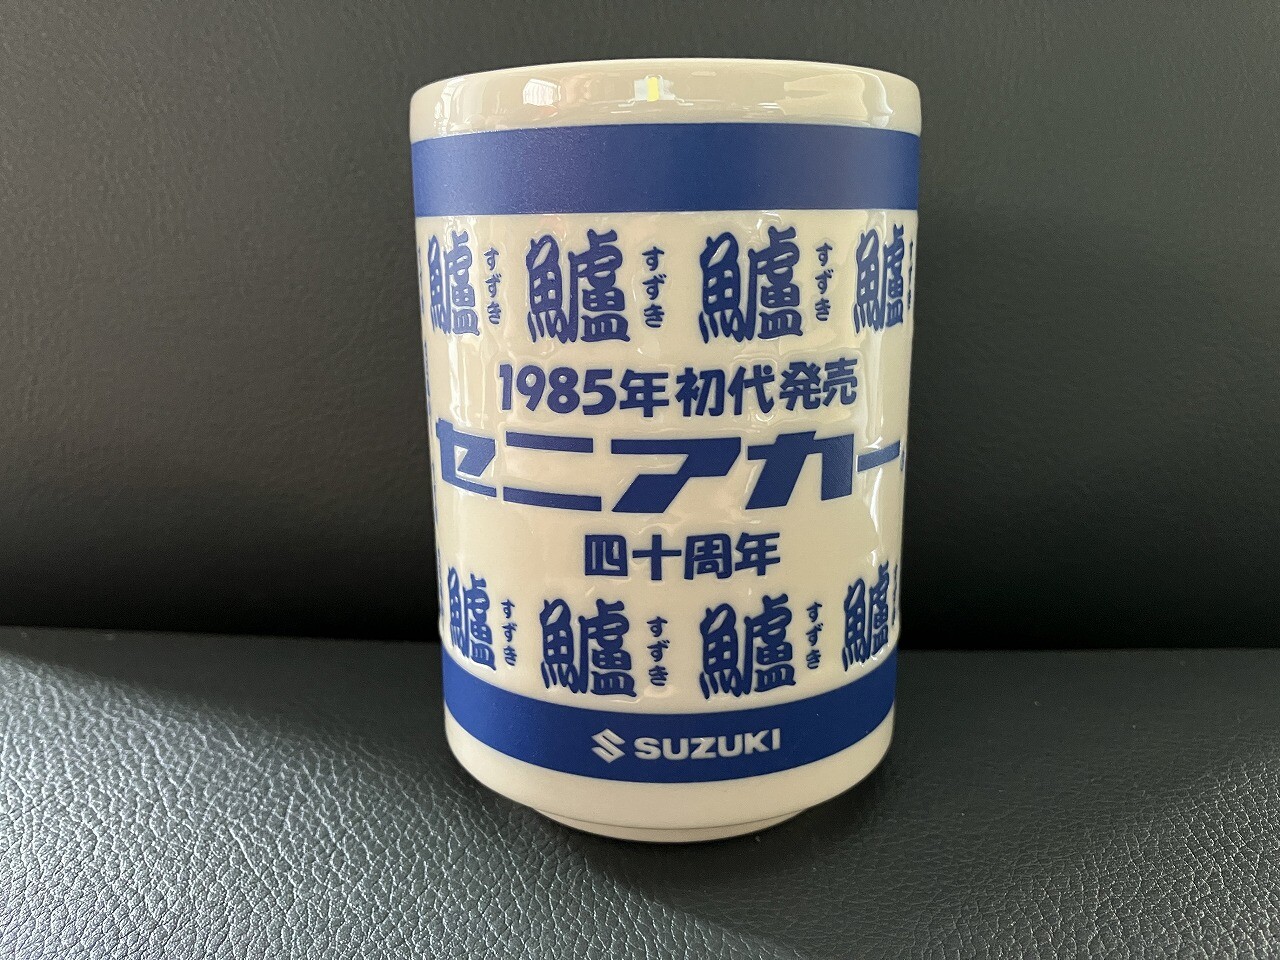 鱸 すずき 鱸 すずき 鱸 すずき 鱸
1985年初代発売
セニアカー
四十周年
鱸 すずき 鱸 すずき 鱸 すずき 鱸
SUZUKI